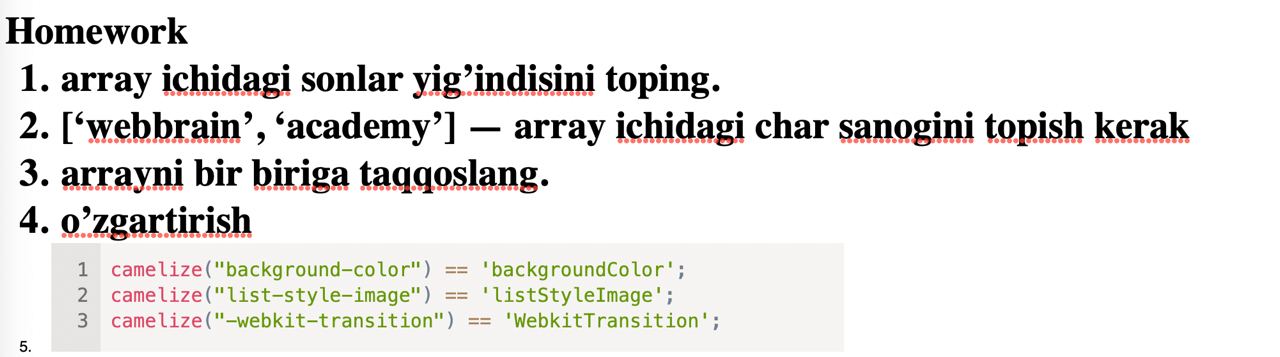 Homework
1. array ichidagi sonlar yig’indisini toping.
2. [‘webbrain’, ‘academy’] — array ichidagi char sanogini topish kerak
3. arrayni bir biriga taqqoslang.
4. o’zgartirish
1 camelize("background-color") == 'backgroundColor';
2 camelize("list-style-image") == 'listStyleImage';
3 camelize("-webkit-transition") == 'WebkitTransition';
5.